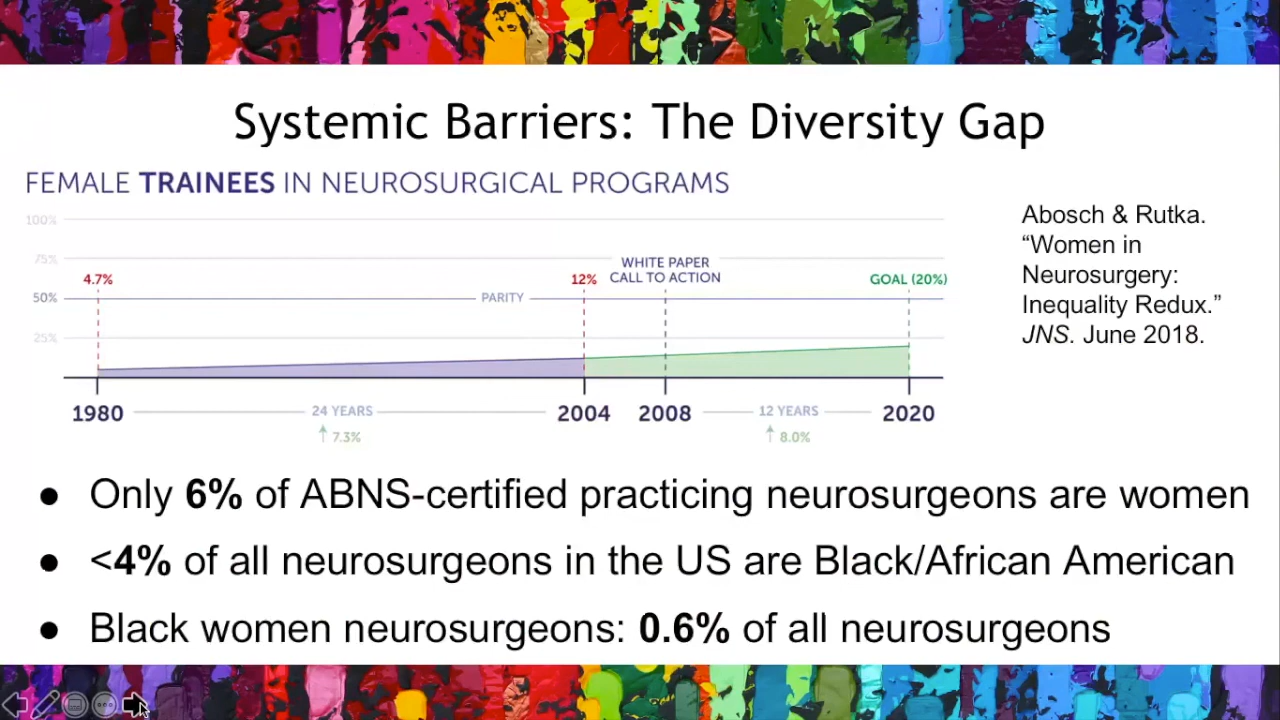 Systemic Barriers: The Diversity Gap
FEMALE TRAINEES IN NEUROSURGICAL PROGRAMS
100%
75%
50%
25%
4.7%
12%
WHITE PAPER
CALL TO ACTION
GOAL (20%)
PARITY
1980
24 YEARS
7.3%
2004
2008
12 YEARS
8.0%
2020
Abosch & Rutka.
“Women in
Neurosurgery:
Inequality Redux.”
JNS. June 2018.
● Only 6% of ABNS-certified practicing neurosurgeons are women
● <4% of all neurosurgeons in the US are Black/African American
● Black women neurosurgeons: 0.6% of all neurosurgeons